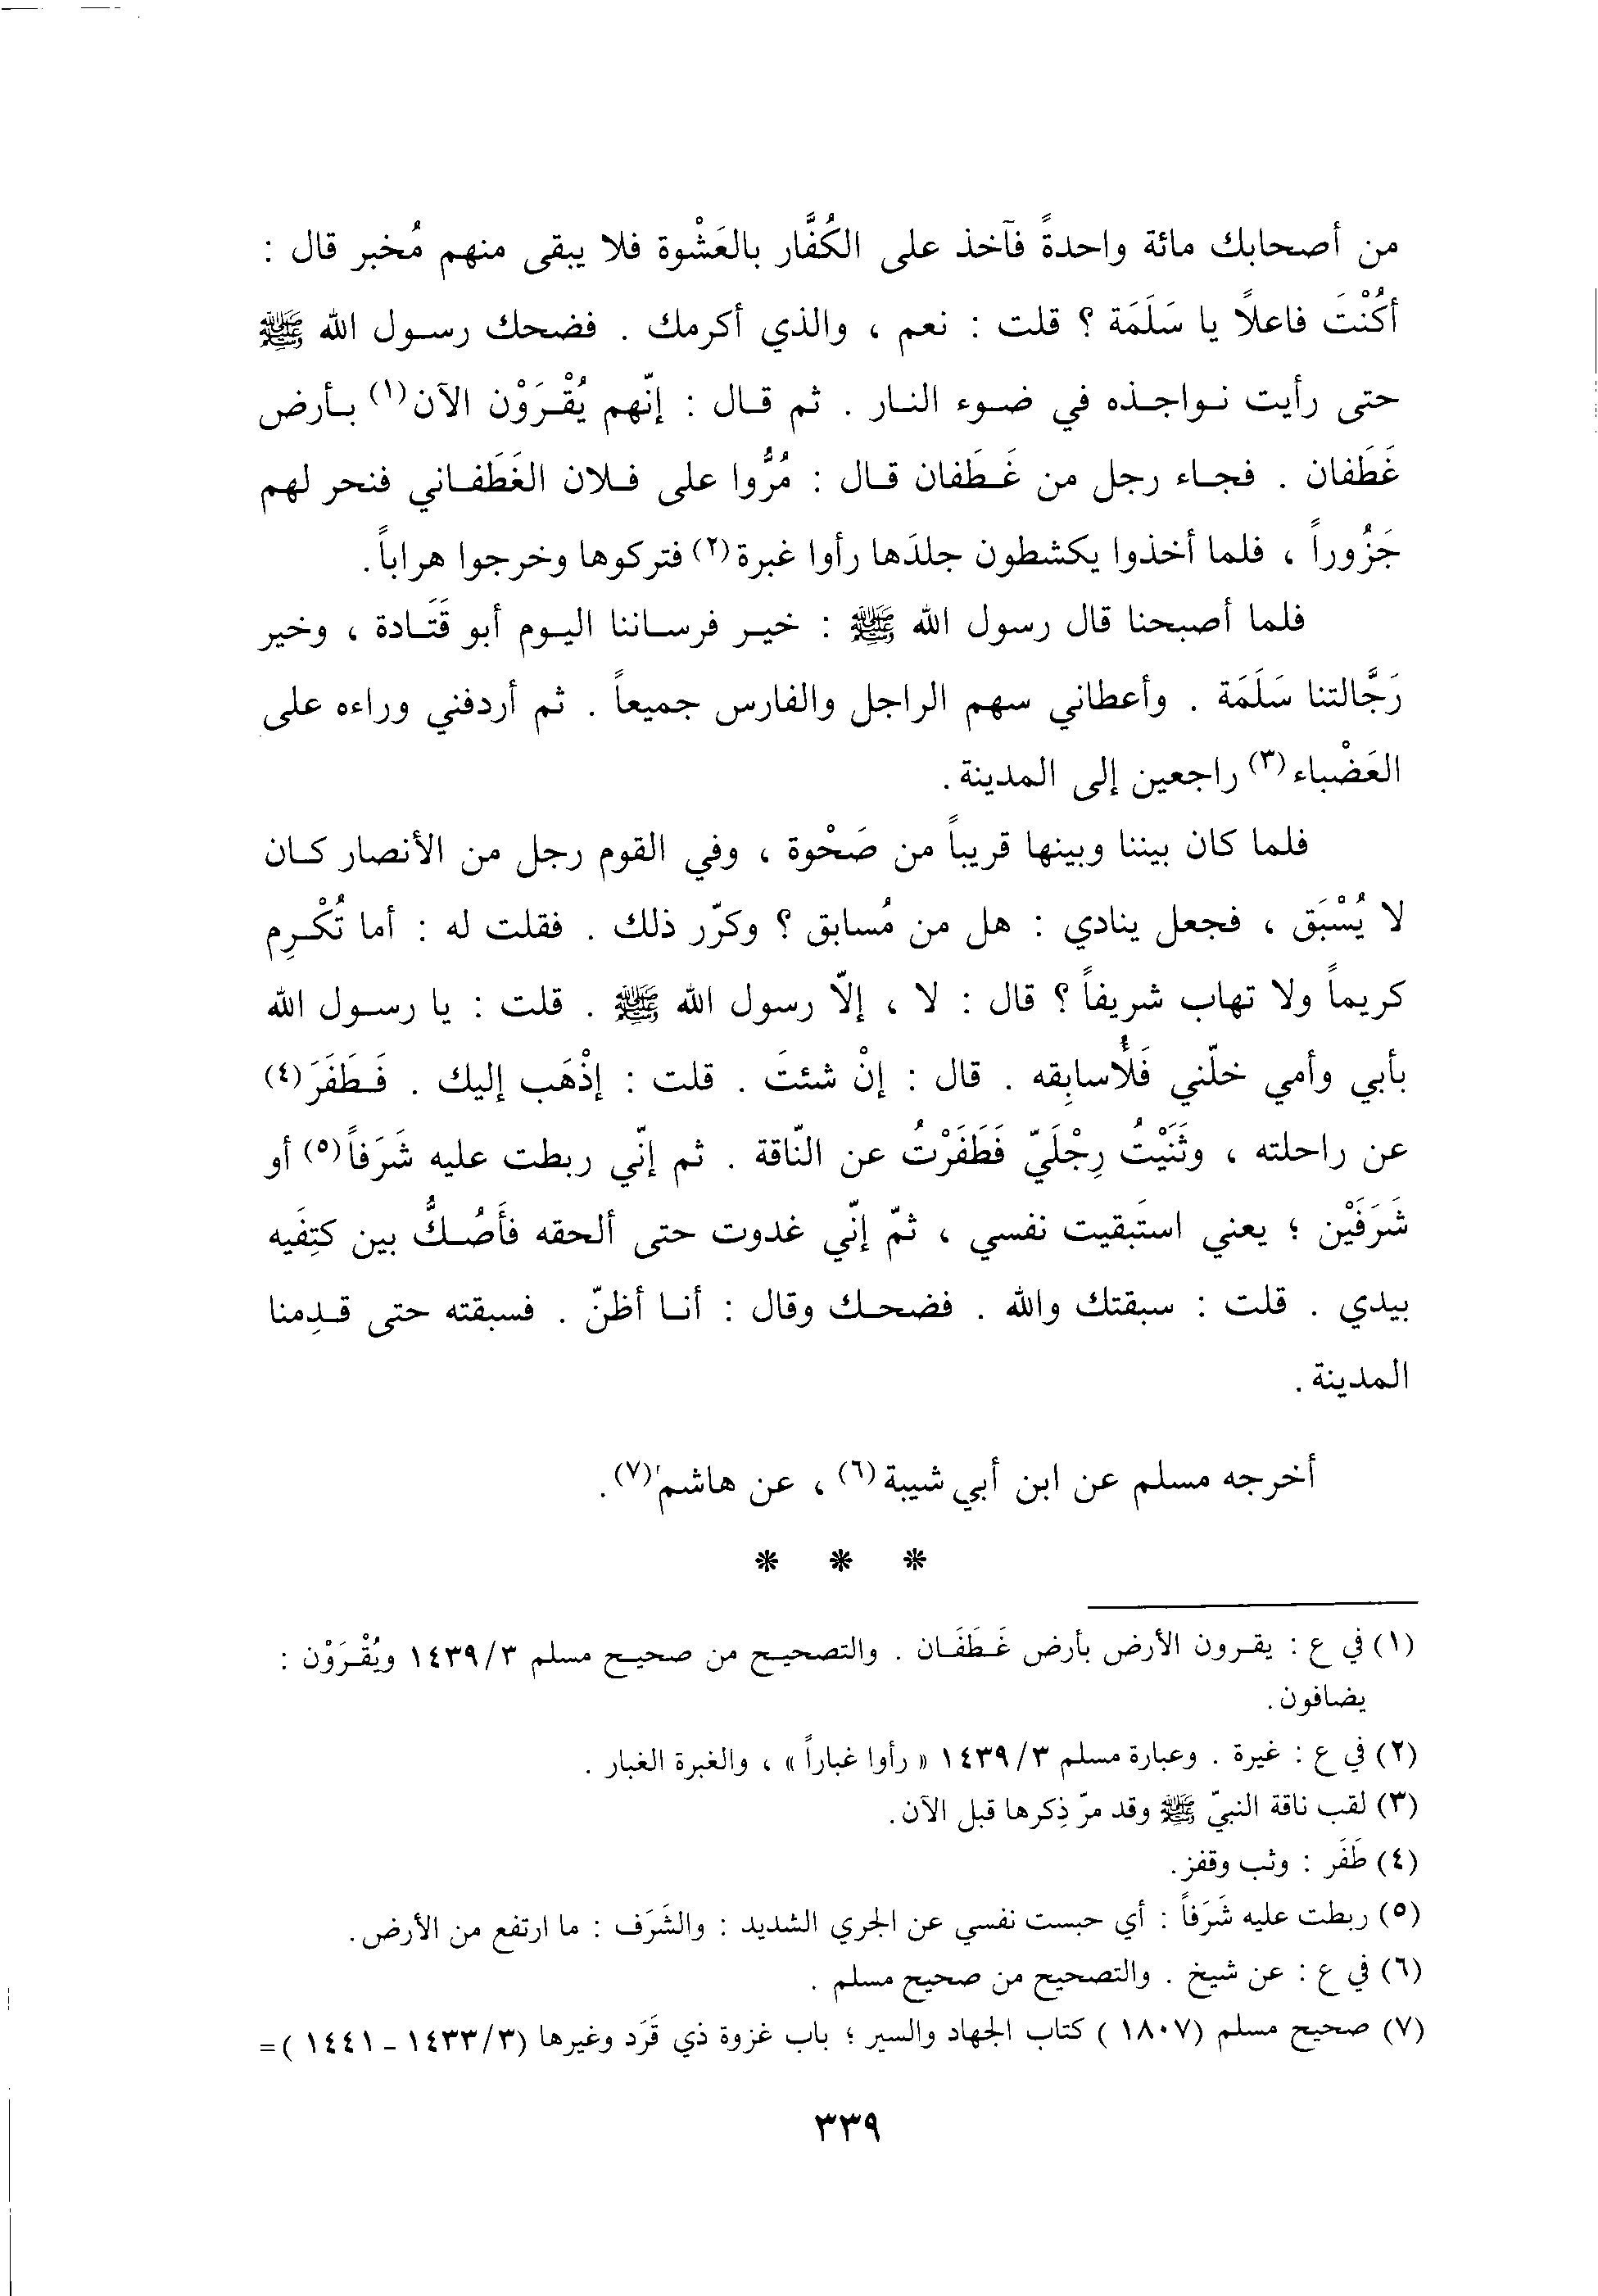 من أصحابك مائة واحدةً فآخذ على الكُفَّار بالعَشْوة فلا يبقى منهم مُخبر قال :
أكُنْتَ فاعلاً يا سَلَمَة ؟ قلت : نعم ، والذي أكرمك . فضحك رسول الله ﷺ
حتى رأيت نواجذه في ضوء النار . ثم قال : إنّهم يُقْرَوْن الآن(١) بأرض
غَطَفان . فجاء رجل من غَطَفان قال : مُرُّوا على فلان الغَطَفاني فنحر لهم
جَزُوراً ، فلما أخذوا يكشطون جلدَها رأوا غبرة(٢) فتركوها وخرجوا هراباً.
فلما أصبحنا قال رسول الله ﷺ : خير فرساننا اليوم أبو قَتَادة ، وخير
رَجَّالتنا سَلَمَة . وأعطاني سهم الراجل والفارس جميعاً . ثم أردفني وراءه على
العَضْباء(٣) راجعين إلى المدينة.
فلما كان بيننا وبينها قريباً من ضَحْوة ، وفي القوم رجل من الأنصار كان
لا يُسْبَق ، فجعل ينادي : هل من مُسابق ؟ وكرّر ذلك . فقلت له : أما تُكْرِم
كريماً ولا تهاب شريفاً ؟ قال : لا ، إلاّ رسول الله ﷺ . قلت : يا رسول الله
بأبي وأمي خلّني فَلأُسابِقه . قال : إنْ شئتَ . قلت : إذْهَب إليك . فَطَفَرَ(٤)
عن راحلته ، وثَنَيْتُ رِجْلَيّ فَطَفَرْتُ عن النّاقة . ثم إنّي ربطت عليه شَرَفاً(٥) أو
شَرَفَيْن ؛ يعني استَبقيت نفسي ، ثمّ إنّي غدوت حتى ألحقه فأَصُكُّ بين كتِفَيه
بيدي . قلت : سبقتك والله . فضحك وقال : أنا أظنّ . فسبقته حتى قدِمنا
المدينة .
أخرجه مسلم عن ابن أبي شيبة(٦) ، عن هاشم(٧).
* * *
(١) في ع : يقرون الأرض بأرض غَطَفَان . والتصحيح من صحيح مسلم ١٤٣٩/٣ ويُقْرَوْن :
يضافون.
(٢) في ع : غيرة . وعبارة مسلم ١٤٣٩/٣ « رأوا غباراً » ، والغبرة الغبار .
(٣) لقب ناقة النبيّ ﷺ وقد مرّ ذِكرها قبل الآن.
(٤) طَفَر : وثب وقفز.
(٥) ربطت عليه شَرَفاً : أي حبست نفسي عن الجري الشديد : والشَرَف : ما ارتفع من الأرض.
(٦) في ع : عن شيخ . والتصحيح من صحيح مسلم .
(٧) صحيح مسلم (١٨٠٧ ) كتاب الجهاد والسير ؛ باب غزوة ذي قَرَد وغيرها (١٤٣٣/٣ - ١٤٤١ )=
٣٣٩